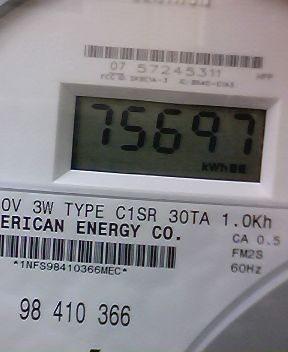 07 57245311
75697
kWh
0V 3W TYPE C1SR 30TA 1.0Kh
ERICAN ENERGY CO.
CA 0.5
FM2S
*1NFS98410366MEC*
60Hz
98 410 366